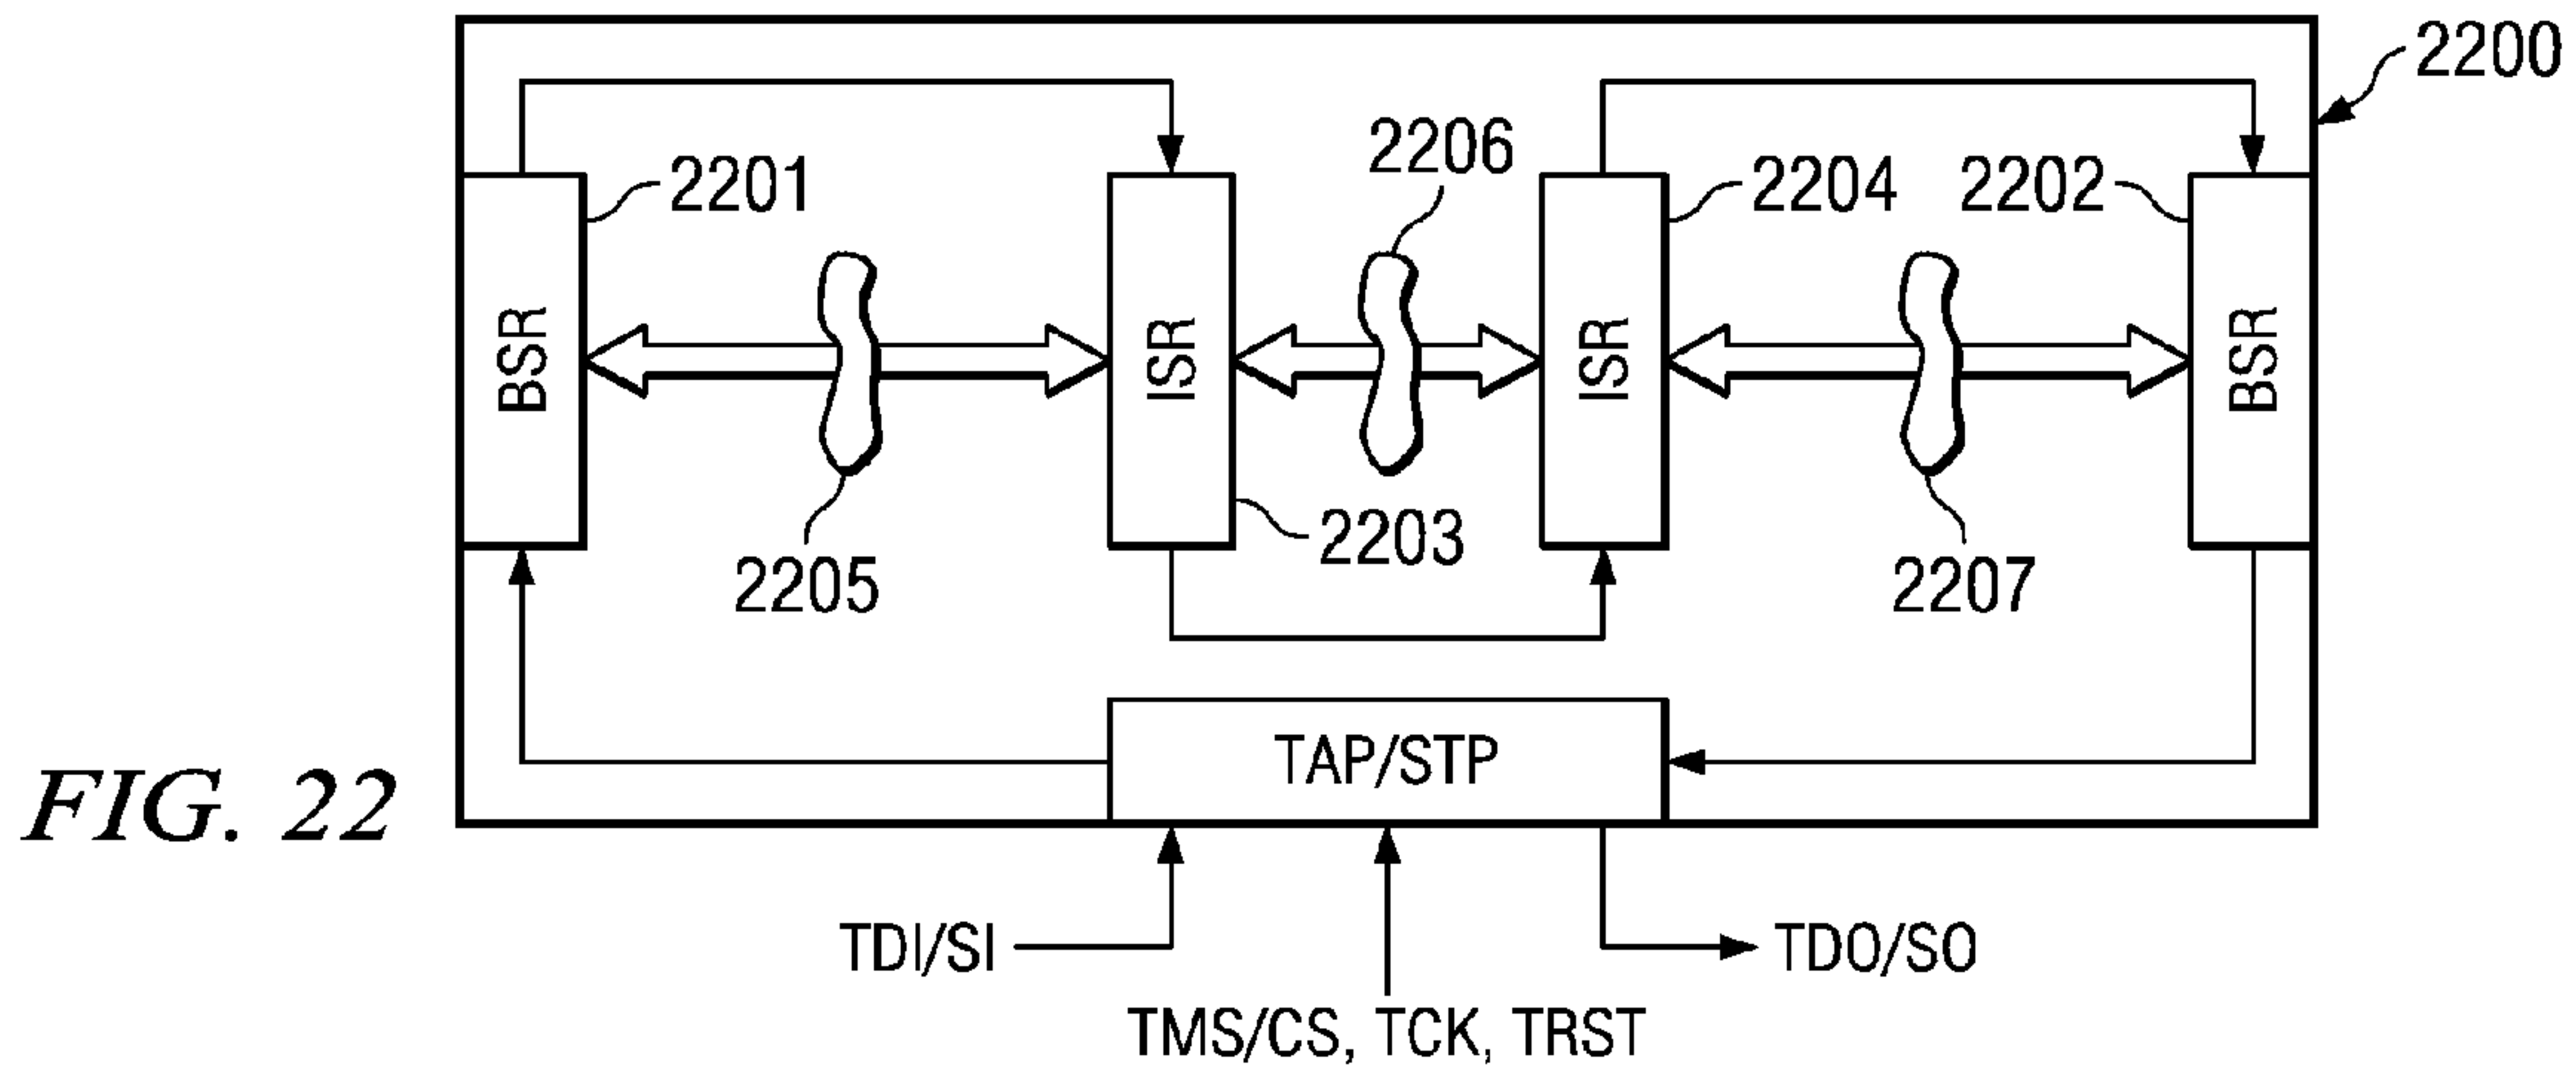 2200
2206
2201
2204
2202
BSR
ISR
ISR
BSR
2203
2205
2207
TAP/STP
FIG. 22
TDI/SI
TDO/SO
TMS/CS, TCK, TRST